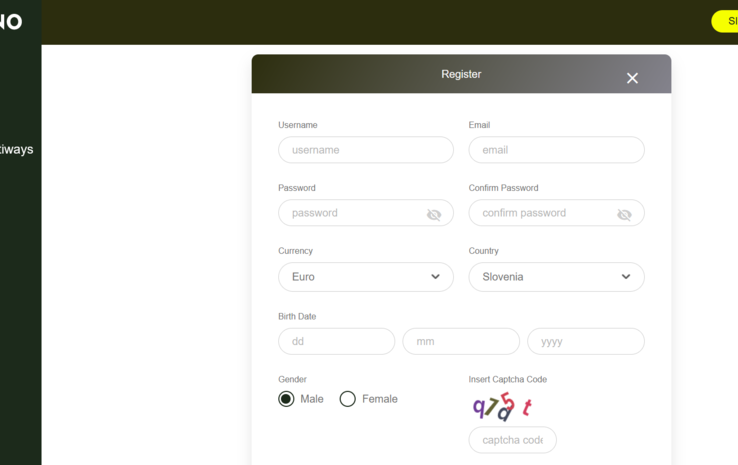 NO
SI
Register
tiways
Username
Email
username
email
Password
Confirm Password
password
confirm password
Currency
Country
Euro
Slovenia
Birth Date
dd
mm
yyyy
Gender
Insert Captcha Code
Male
Female
captcha code